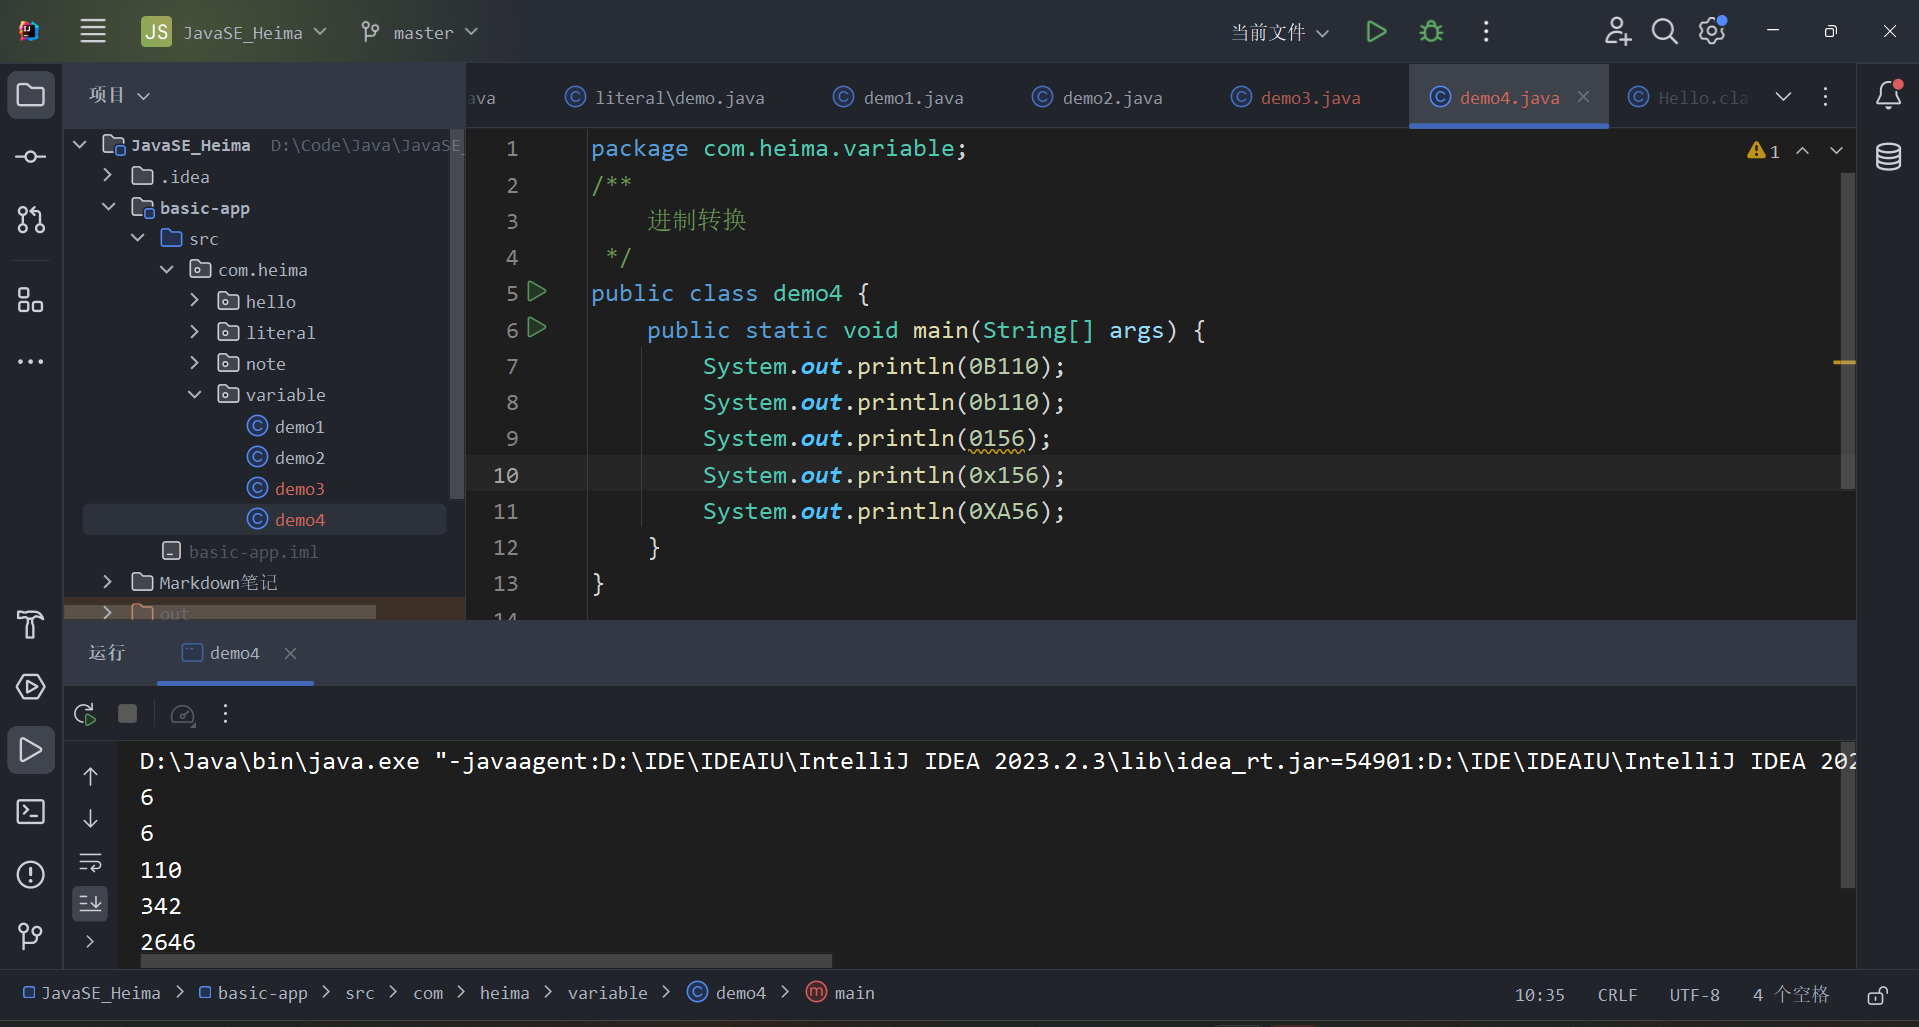 JS JavaSE_Heima master 当前文件
项目
ava literal\demo.java demo1.java demo2.java demo3.java demo4.java Hello.cla
JavaSE_Heima D:\Code\Java\JavaSE_
.idea
basic-app
src
com.heima
hello
literal
note
variable
demo1
demo2
demo3
demo4
basic-app.iml
Markdown笔记
out
1 package com.heima.variable;
2 /**
3 进制转换
4 */
5 public class demo4 {
6 public static void main(String[] args) {
7 System.out.println(0B110);
8 System.out.println(0b110);
9 System.out.println(0156);
10 System.out.println(0x156);
11 System.out.println(0XA56);
12 }
13 }
14
1
运行 demo4
D:\Java\bin\java.exe "-javaagent:D:\IDE\IDEAIU\IntelliJ IDEA 2023.2.3\lib\idea_rt.jar=54901:D:\IDE\IDEAIU\IntelliJ IDEA 202
6
6
110
342
2646
JavaSE_Heima > basic-app > src > com > heima > variable > demo4 > main 10:35 CRLF UTF-8 4 个空格